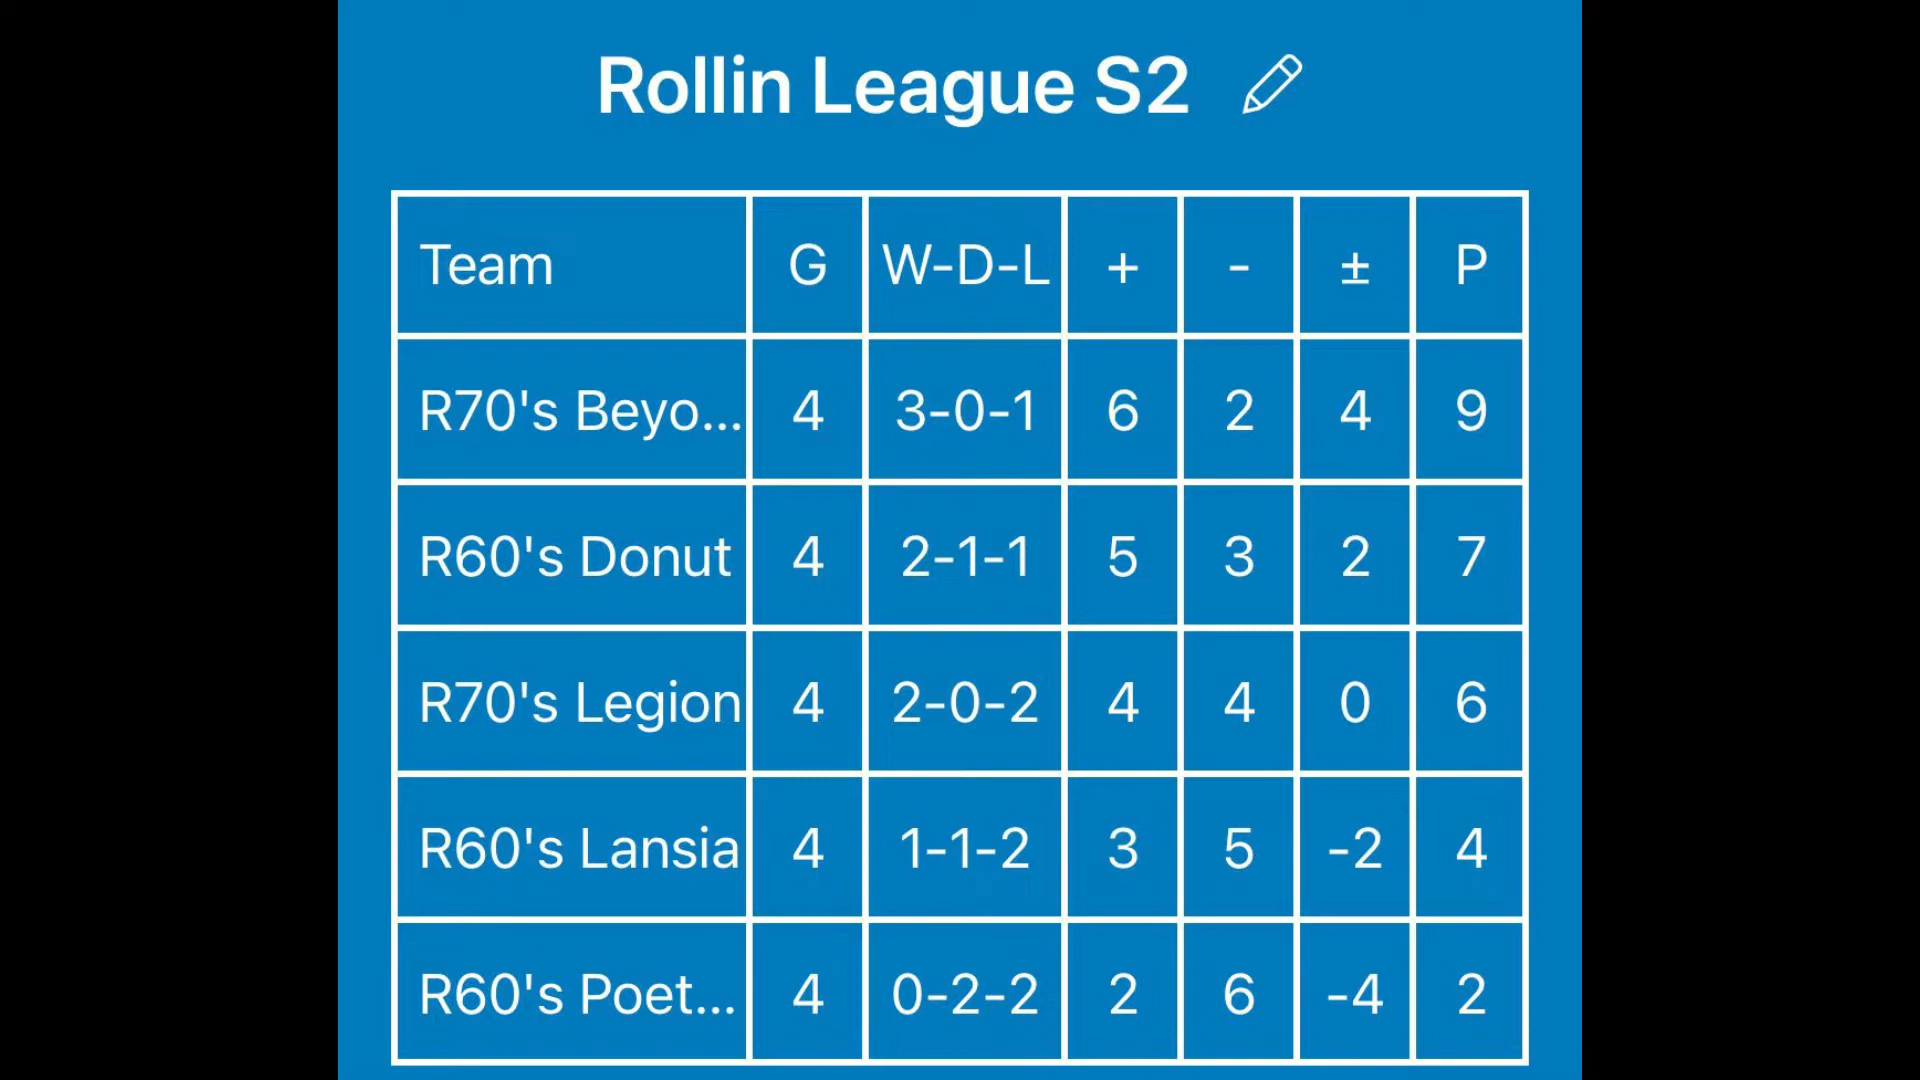 Rollin League S2
Team G W-D-L + - ± P
R70's Beyo... 4 3-0-1 6 2 4 9
R60's Donut 4 2-1-1 5 3 2 7
R70's Legion 4 2-0-2 4 4 0 6
R60's Lansia 4 1-1-2 3 5 -2 4
R60's Poet... 4 0-2-2 2 6 -4 2